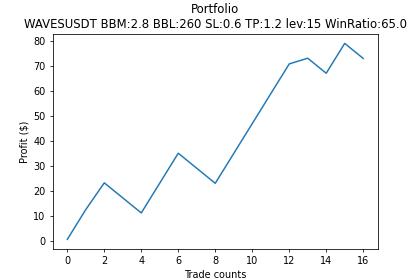 Portfolio
WAVESUSDT BBM:2.8 BBL:260 SL:0.6 TP:1.2 lev:15 WinRatio:65.0
80
70
60
50
40
30
20
10
0
Profit ($)
0 2 4 6 8 10 12 14 16
Trade counts